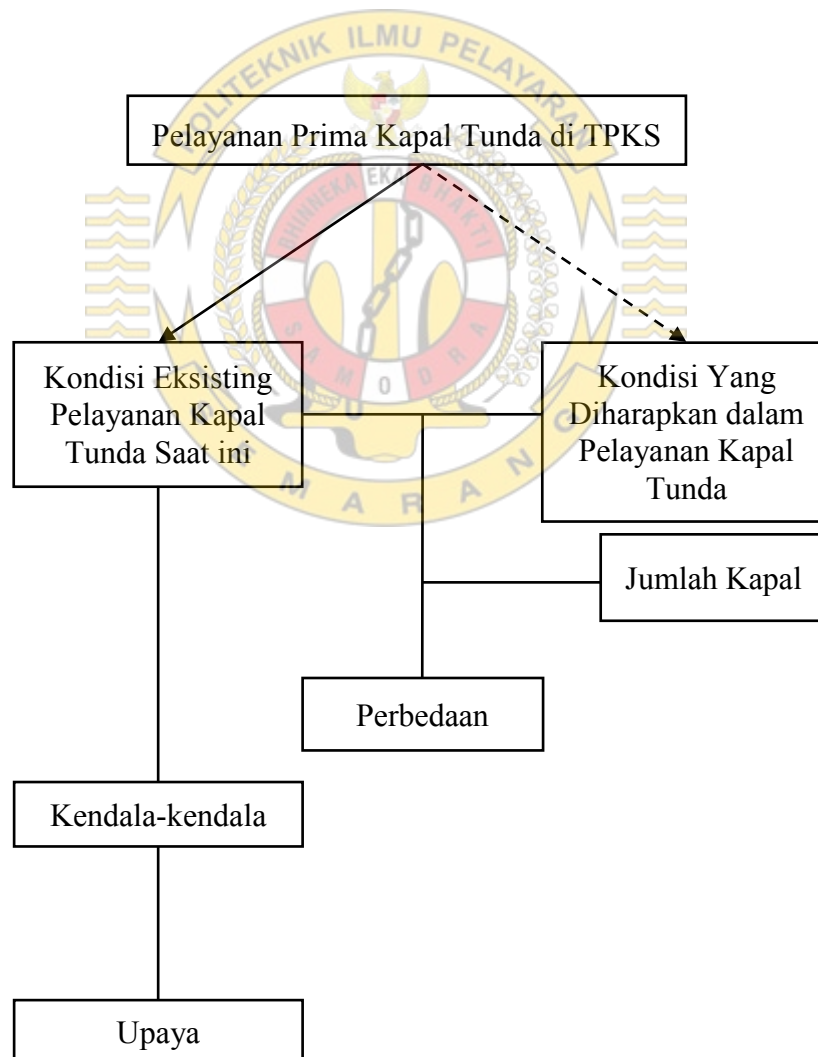 POLITEKNIK ILMU PELAYARAN
Pelayanan Prima Kapal Tunda di TPKS
BHINNEKA EKA BHAKTI
SAMODRA
Kondisi Eksisting
Pelayanan Kapal
Tunda Saat ini
Kondisi Yang
Diharapkan dalam
Pelayanan Kapal
Tunda
SEMARANG
Jumlah Kapal
Perbedaan
Kendala-kendala
Upaya